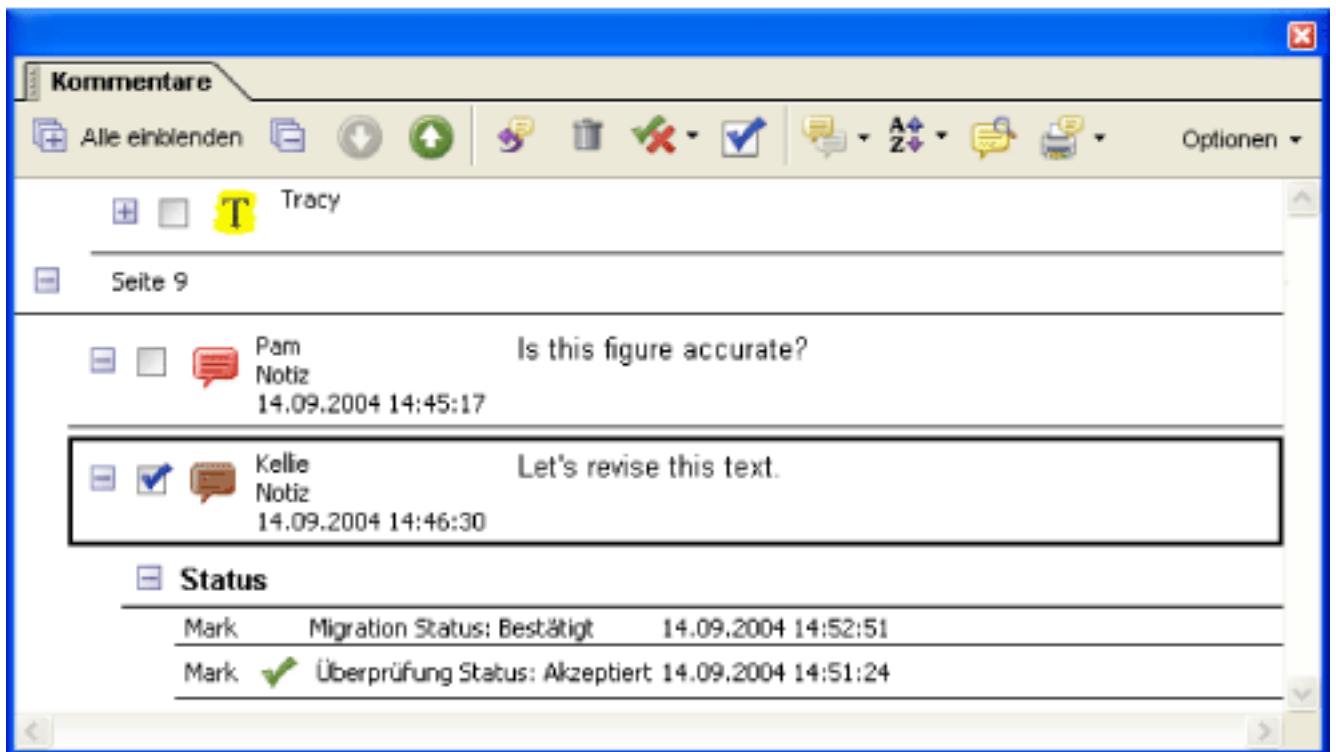 Kommentare
Alle einblenden
A Z
Optionen
T Tracy
Seite 9
Pam Is this figure accurate?
Notiz
14.09.2004 14:45:17
Kellie Let's revise this text.
Notiz
14.09.2004 14:46:30
Status
Mark Migration Status: Bestätigt 14.09.2004 14:52:51
Mark Überprüfung Status: Akzeptiert 14.09.2004 14:51:24